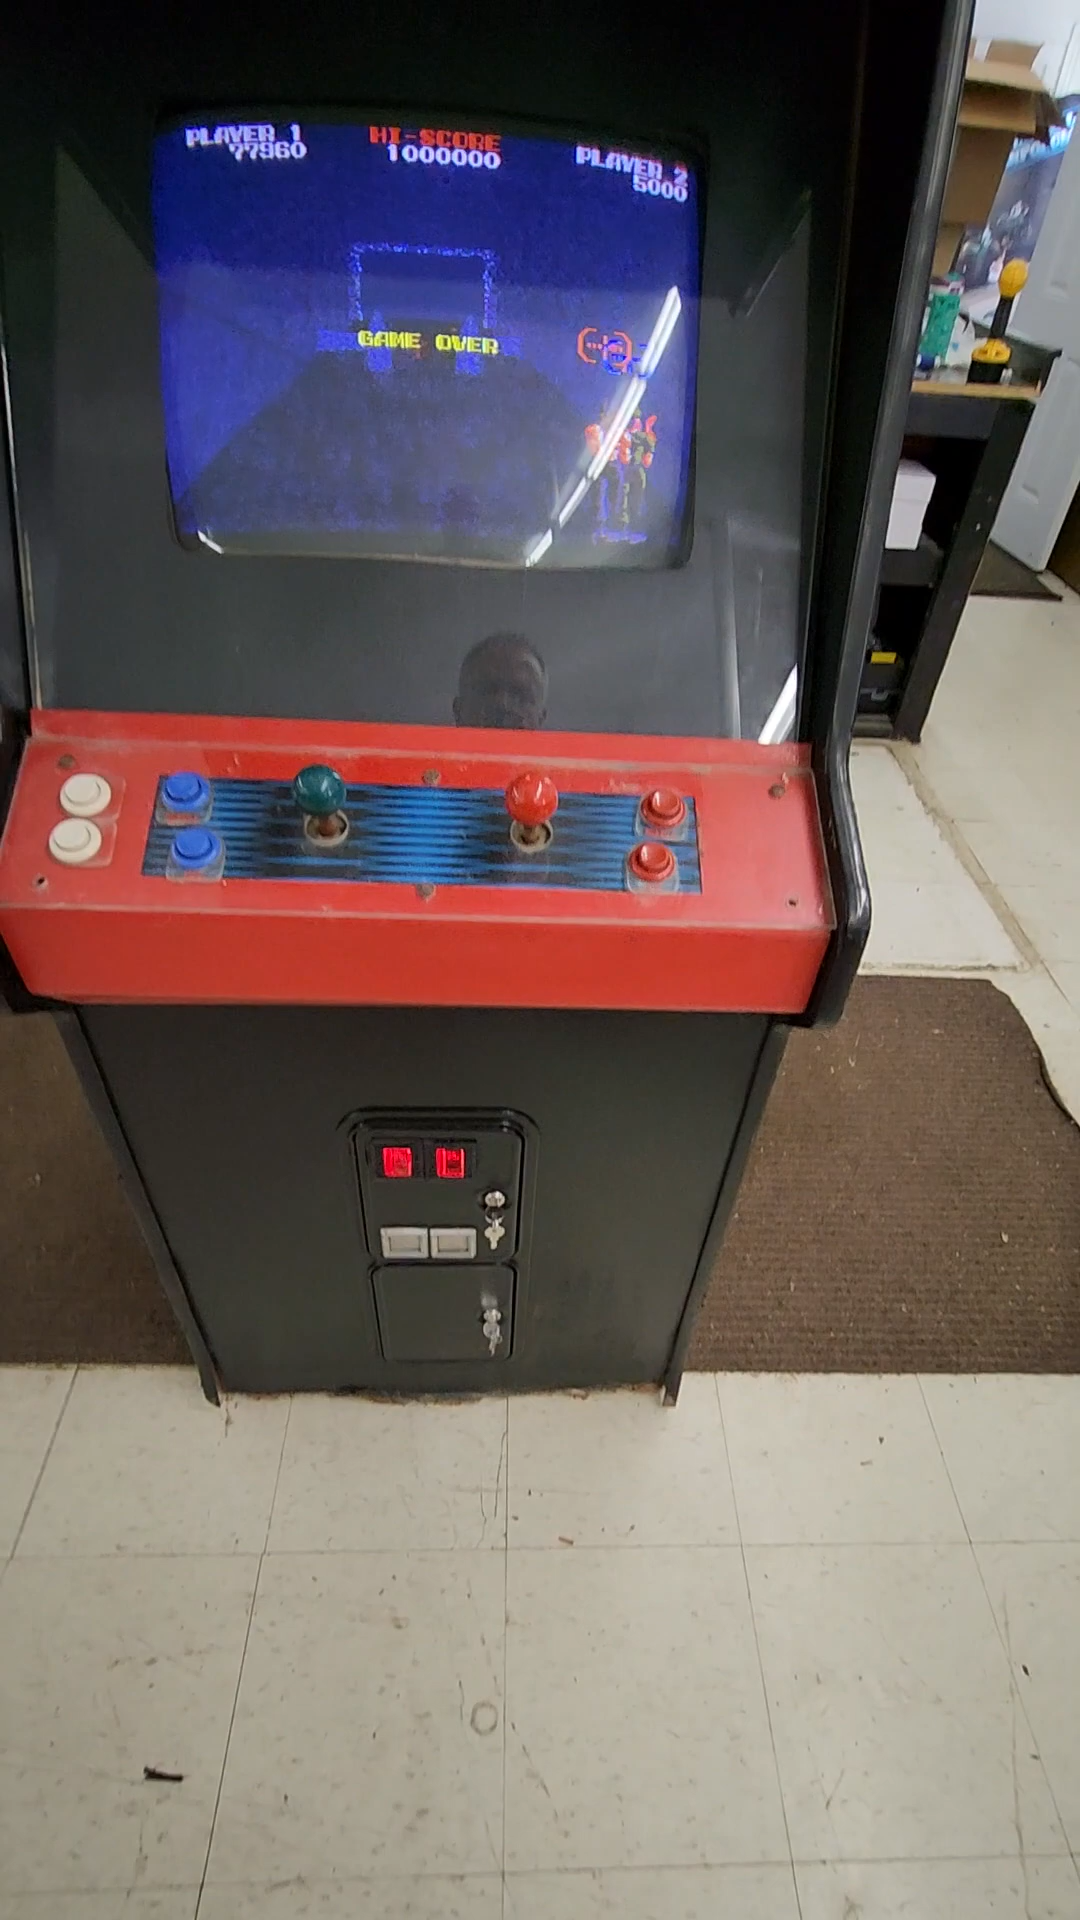 PLAYER 1
77960
HI-SCORE
1000000
PLAYER 2
5000
GAME OVER